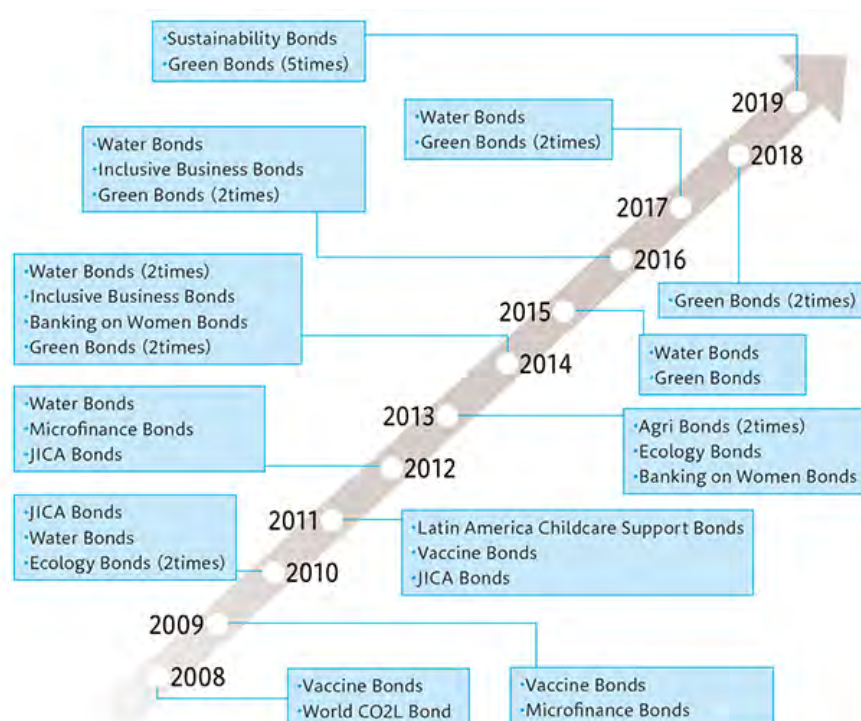 ·Sustainability Bonds
·Green Bonds (5times)
2019
·Water Bonds
·Green Bonds (2times)
2018
·Water Bonds
·Inclusive Business Bonds
·Green Bonds (2times)
2017
2016
·Water Bonds (2times)
·Inclusive Business Bonds
·Banking on Women Bonds
·Green Bonds (2times)
·Green Bonds (2times)
2015
·Water Bonds
·Green Bonds
2014
·Water Bonds
·Microfinance Bonds
·JICA Bonds
2013
·Agri Bonds (2times)
·Ecology Bonds
·Banking on Women Bonds
2012
·JICA Bonds
·Water Bonds
·Ecology Bonds (2times)
2011
·Latin America Childcare Support Bonds
·Vaccine Bonds
·JICA Bonds
2010
2009
2008
·Vaccine Bonds
·World CO2L Bond
·Vaccine Bonds
·Microfinance Bonds